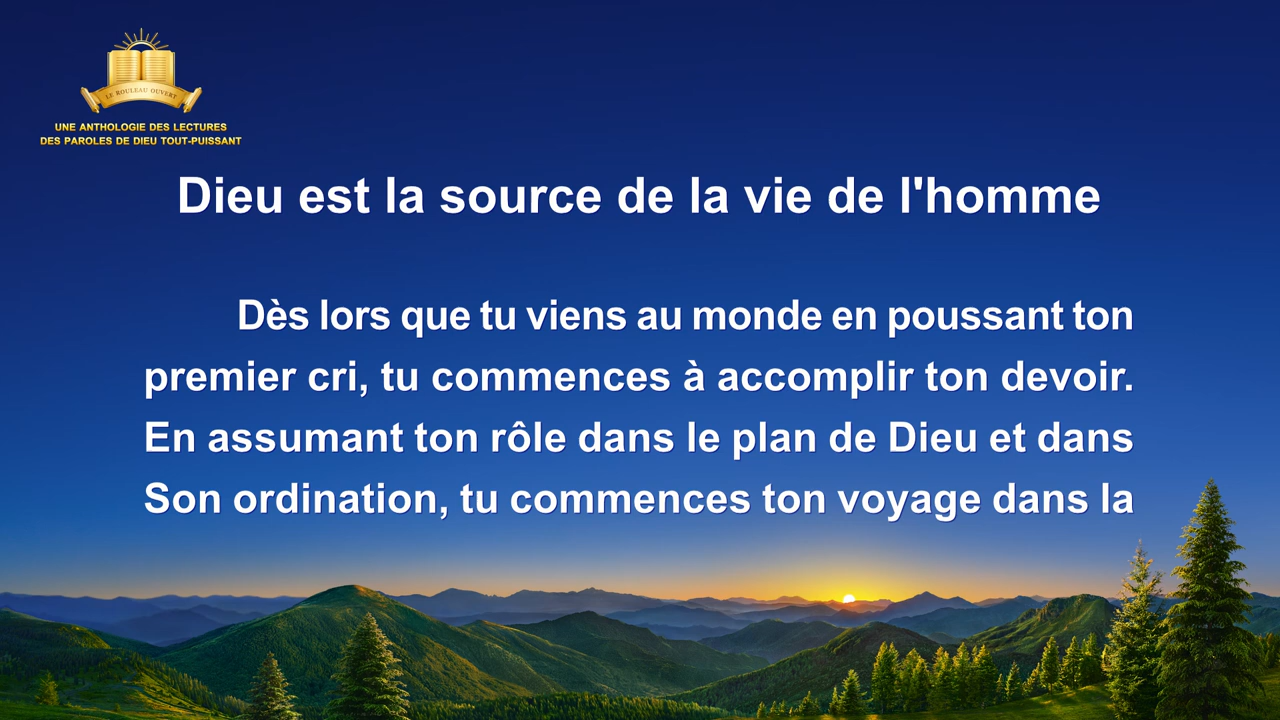 LE ROULEAU OUVERT
UNE ANTHOLOGIE DES LECTURES
DES PAROLES DE DIEU TOUT-PUISSANT
Dieu est la source de la vie de l'homme
Dès lors que tu viens au monde en poussant ton
premier cri, tu commences à accomplir ton devoir.
En assumant ton rôle dans le plan de Dieu et dans
Son ordination, tu commences ton voyage dans la